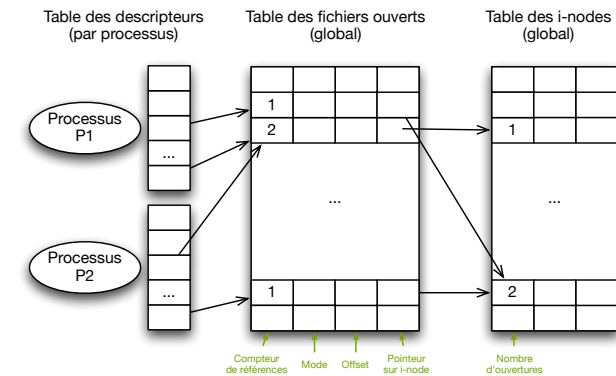 Table des descripteurs
(par processus)
Table des fichiers ouverts
(global)
Table des i-nodes
(global)
Processus
P1
...
1
2
1
...
...
Processus
P2
...
1
2
Compteur
de références
Mode
Offset
Pointeur
sur i-node
Nombre
d'ouvertures